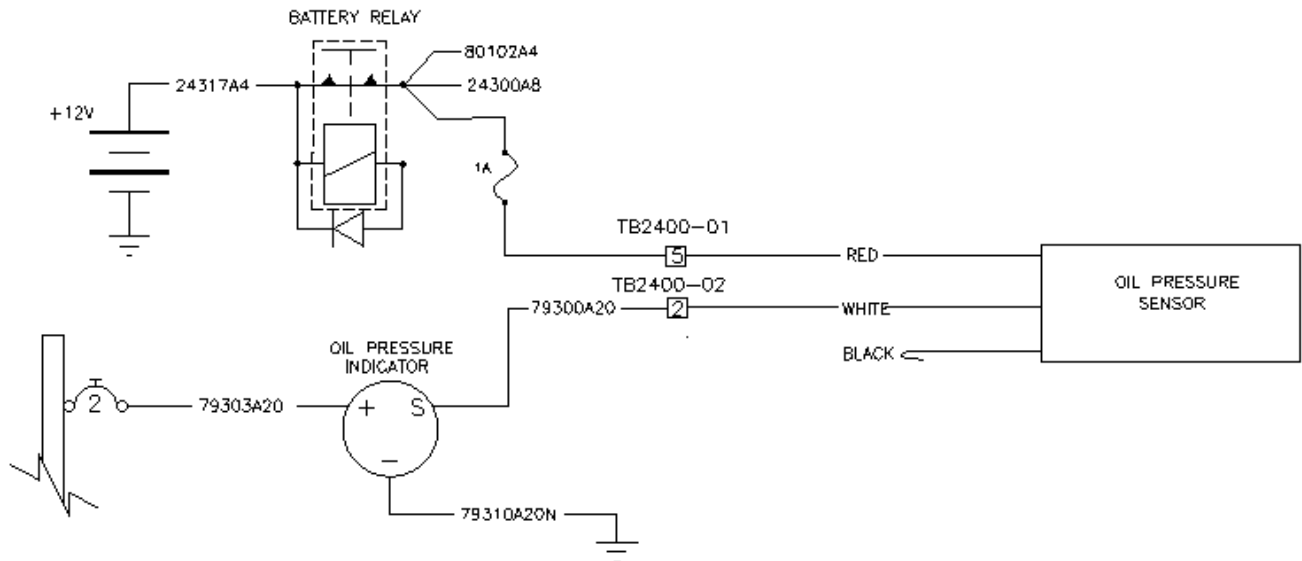 BATTERY RELAY
80102A4
24317A4
24300A8
+12V
1A
TB2400-01
5
RED
TB2400-02
OIL PRESSURE
SENSOR
79300A20
2
WHITE
OIL PRESSURE
INDICATOR
BLACK
2
79303A20
+ S
−
79310A20N